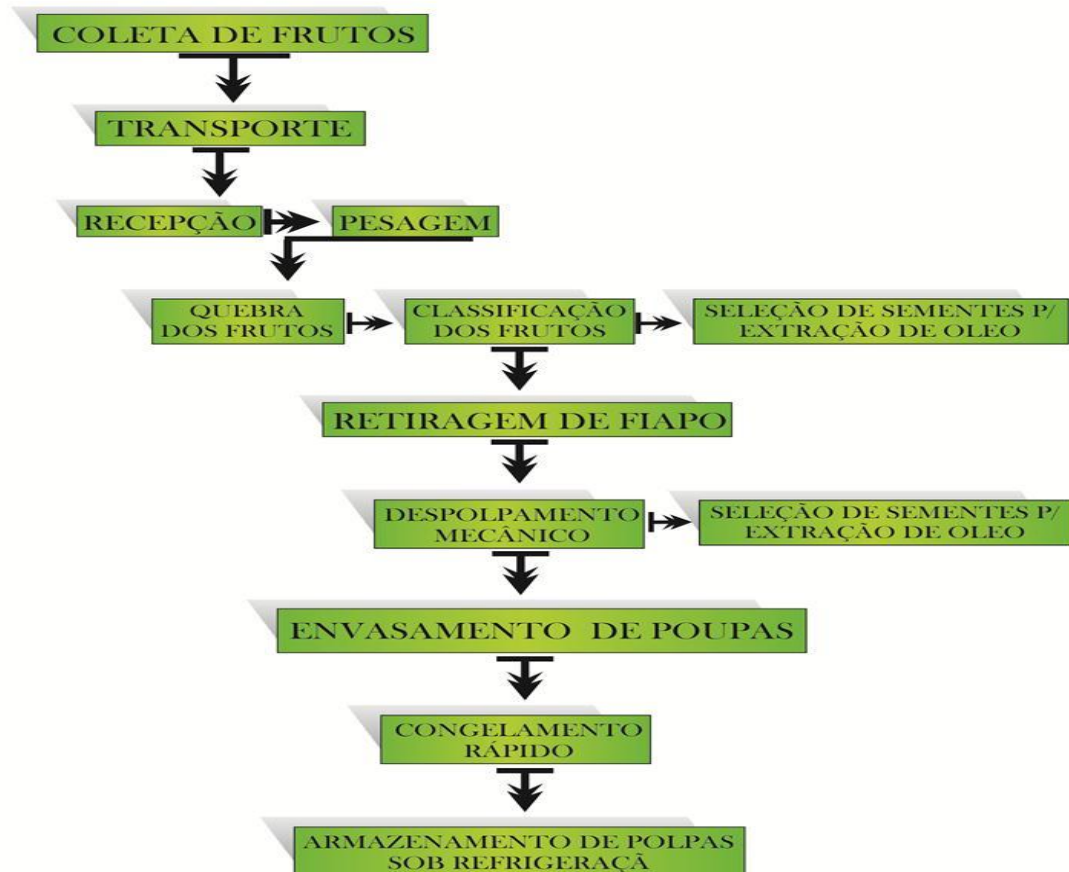 COLETA DE FRUTOS
TRANSPORTE
RECEPÇÃO
PESAGEM
QUEBRA
DOS FRUTOS
CLASSIFICAÇÃO
DOS FRUTOS
SELEÇÃO DE SEMENTES P/
EXTRAÇÃO DE OLEO
RETIRAGEM DE FIAPO
DESPOLPAMENTO
MECÂNICO
SELEÇÃO DE SEMENTES P/
EXTRAÇÃO DE OLEO
ENVASAMENTO DE POUPAS
CONGELAMENTO
RÁPIDO
ARMAZENAMENTO DE POLPAS
SOB REFRIGERAÇÃ